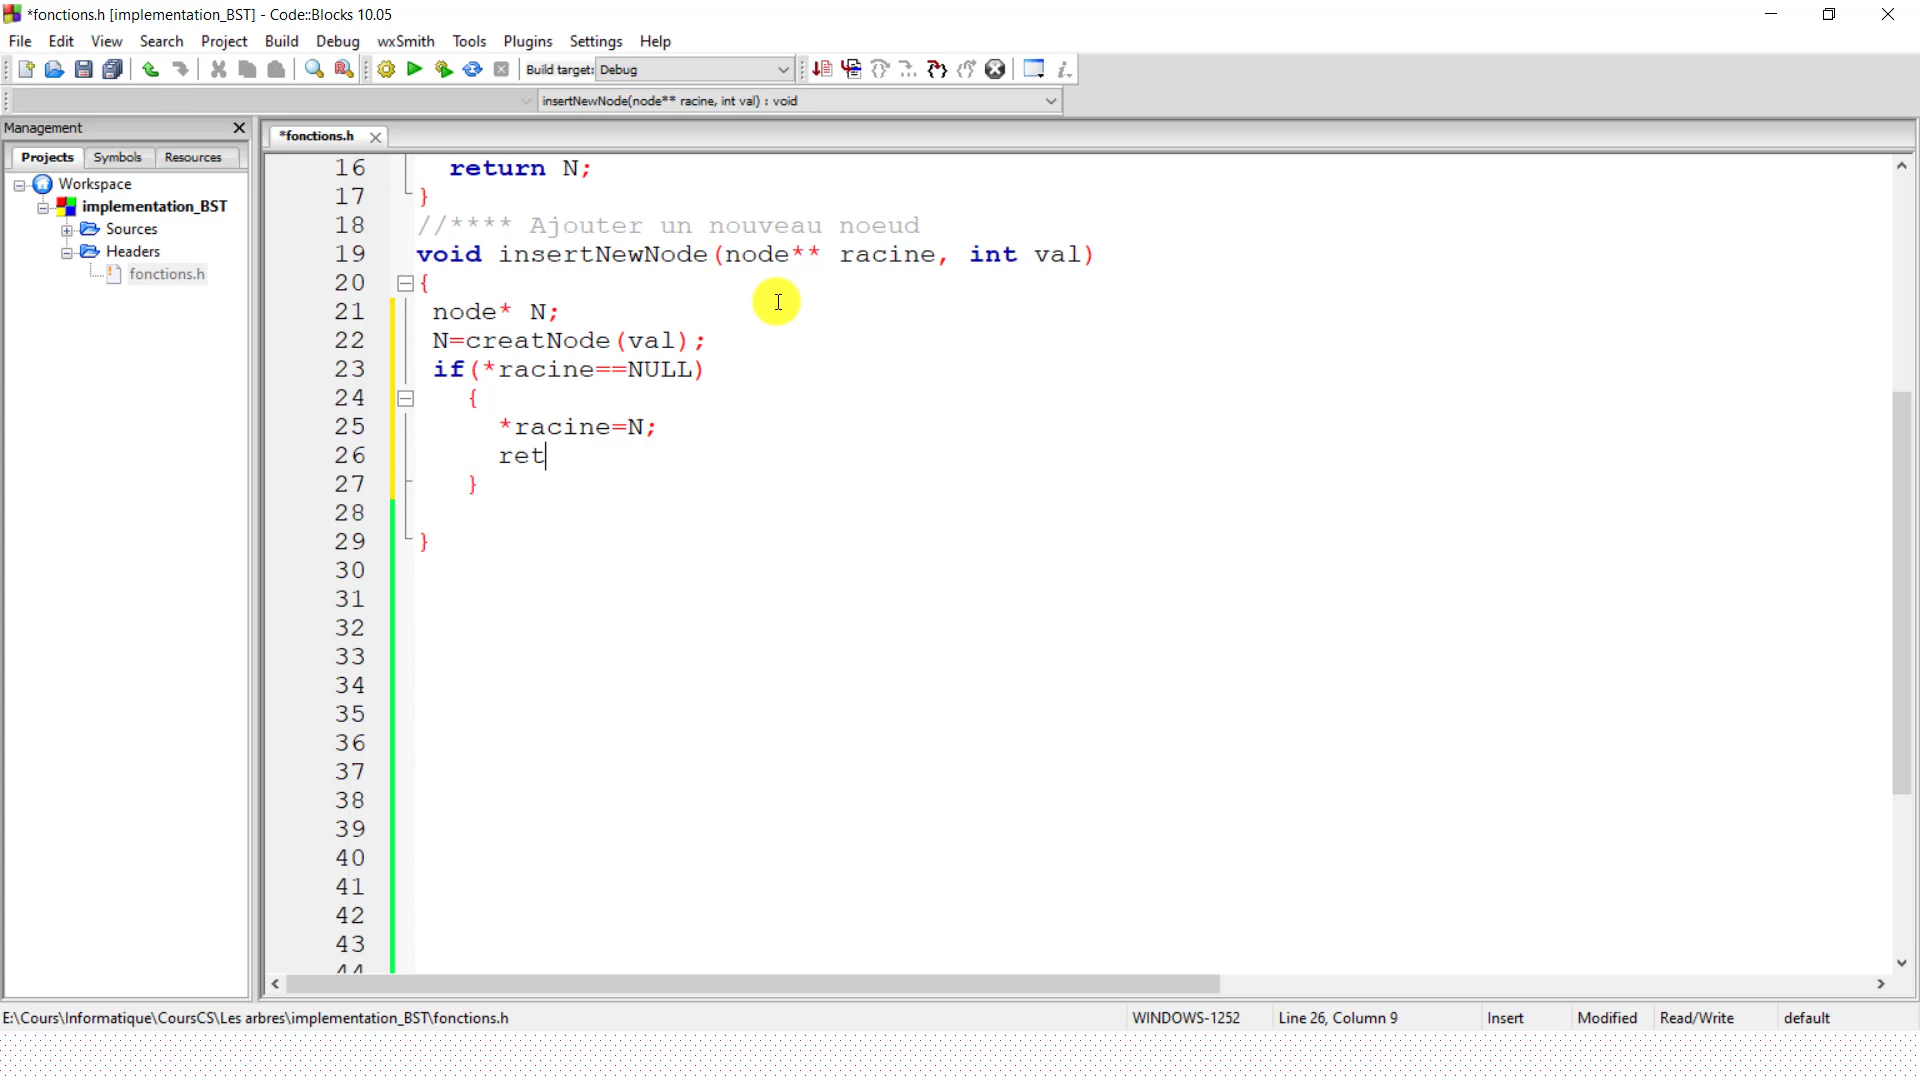 *fonctions.h [implementation_BST] - Code::Blocks 10.05
File Edit View Search Project Build Debug wxSmith Tools Plugins Settings Help
Build target: Debug
insertNewNode(node** racine, int val) : void
Management
*fonctions.h
Projects Symbols Resources
Workspace
implementation_BST
Sources
Headers
fonctions.h
16 return N;
17 }
18 //**** Ajouter un nouveau noeud
19 void insertNewNode(node** racine, int val)
20 {
21 node* N;
22 N=creatNode(val);
23 if(*racine==NULL)
24 {
25 *racine=N;
26 ret
27 }
28
29 }
30
31
32
33
34
35
36
37
38
39
40
41
42
43
44
E:\Cours\Informatique\CoursCS\Les arbres\implementation_BST\fonctions.h WINDOWS-1252 Line 26, Column 9 Insert Modified Read/Write default